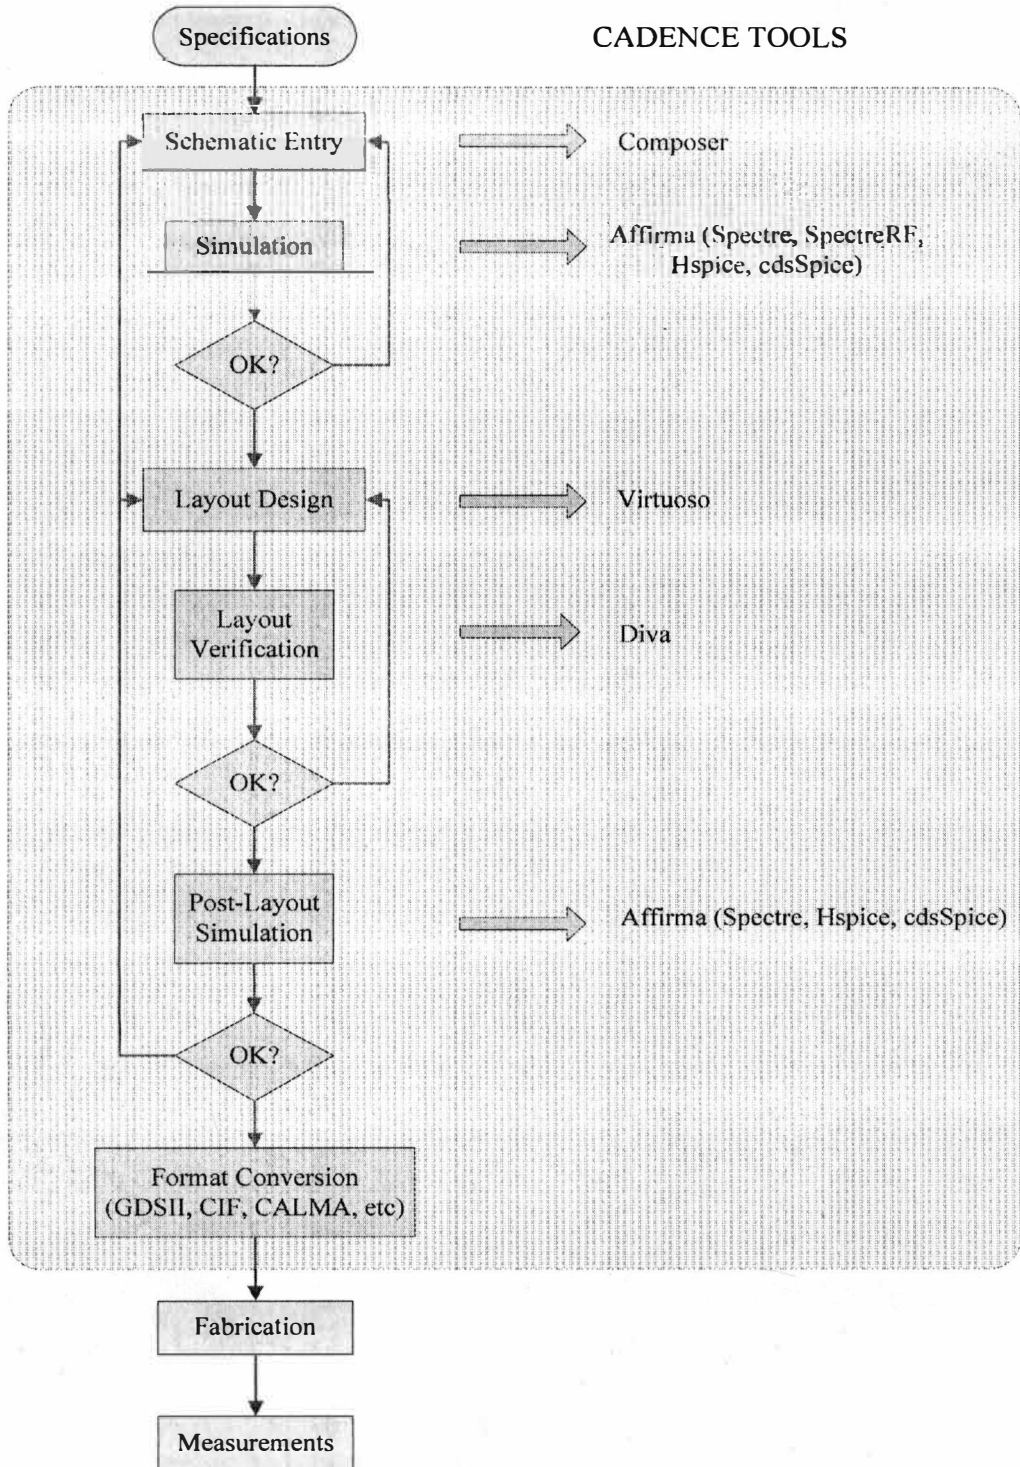 Specifications
CADENCE TOOLS
Schematic Entry
Composer
Simulation
Affirma (Spectre, SpectreRF,
Hspice, cdsSpice)
OK?
Layout Design
Virtuoso
Layout
Verification
Diva
OK?
Post-Layout
Simulation
Affirma (Spectre, Hspice, cdsSpice)
OK?
Format Conversion
(GDSII, CIF, CALMA, etc)
Fabrication
Measurements